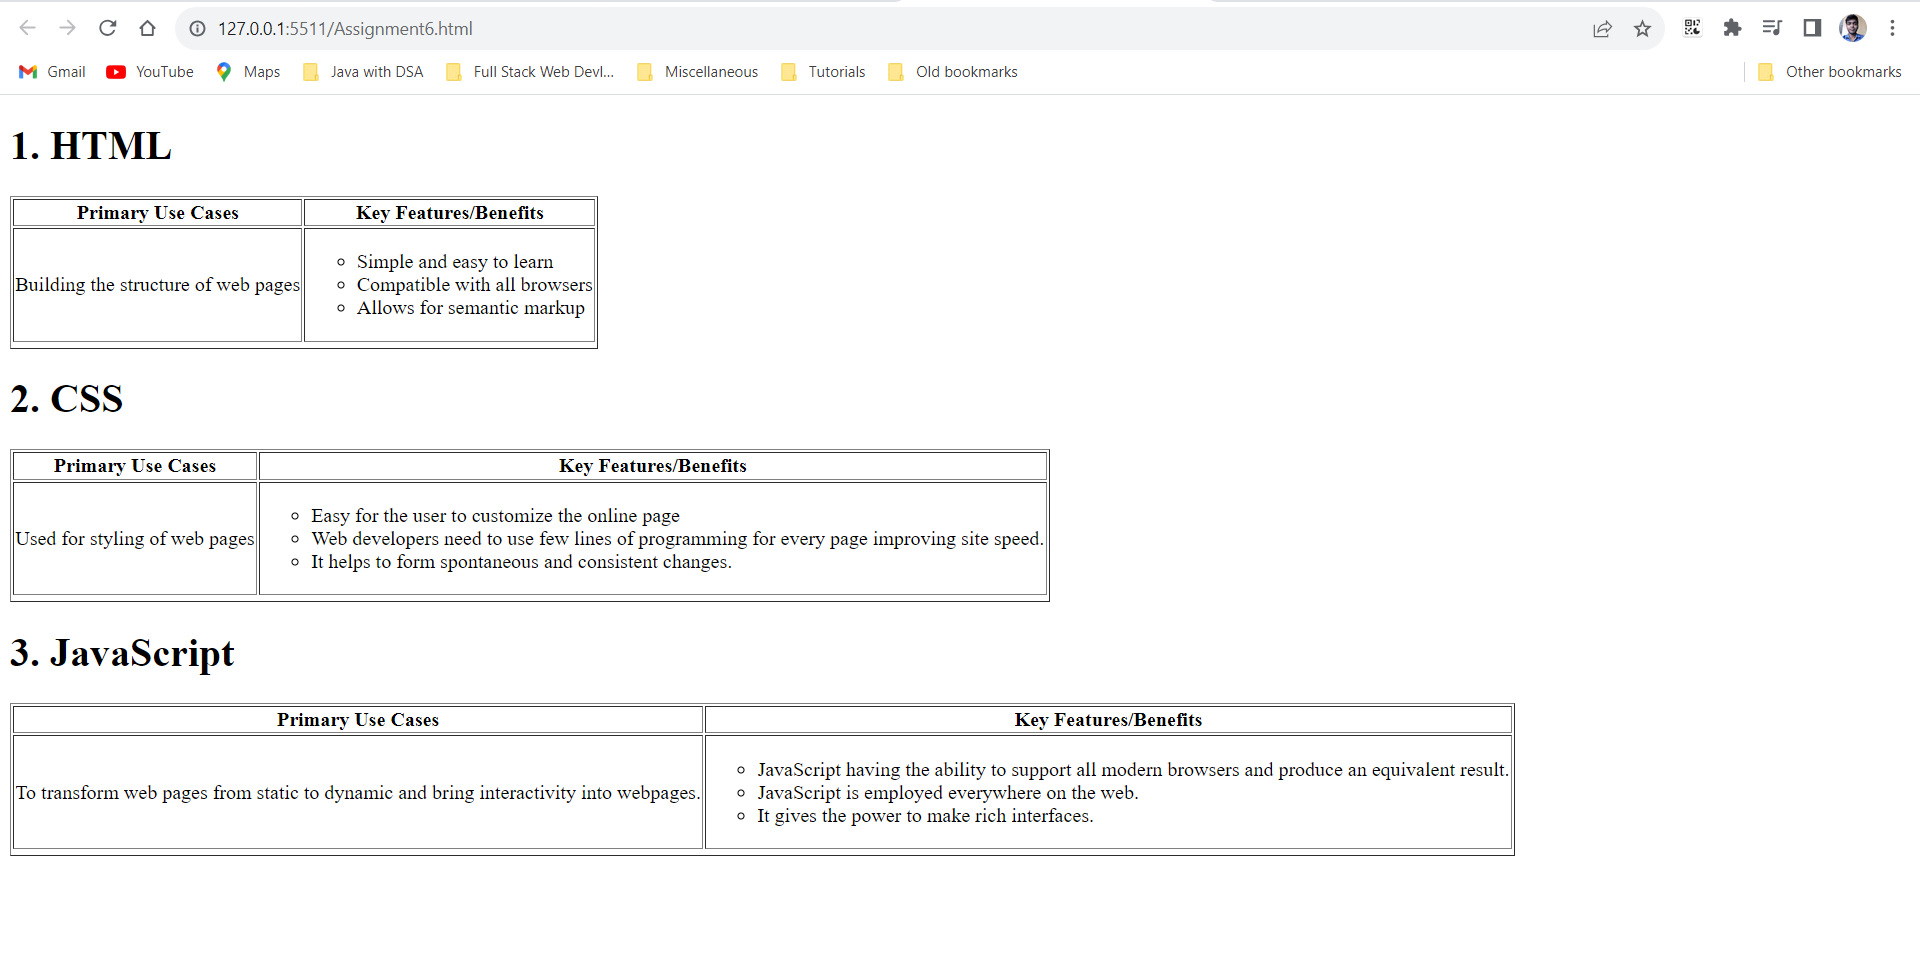 127.0.0.1:5511/Assignment6.html
Gmail YouTube Maps Java with DSA Full Stack Web Devl... Miscellaneous Tutorials Old bookmarks Other bookmarks
1. HTML
Primary Use Cases Key Features/Benefits
Simple and easy to learn
Building the structure of web pages Compatible with all browsers
Allows for semantic markup
2. CSS
Primary Use Cases Key Features/Benefits
Easy for the user to customize the online page
Used for styling of web pages Web developers need to use few lines of programming for every page improving site speed.
It helps to form spontaneous and consistent changes.
3. JavaScript
Primary Use Cases Key Features/Benefits
JavaScript having the ability to support all modern browsers and produce an equivalent result.
To transform web pages from static to dynamic and bring interactivity into webpages. JavaScript is employed everywhere on the web.
It gives the power to make rich interfaces.